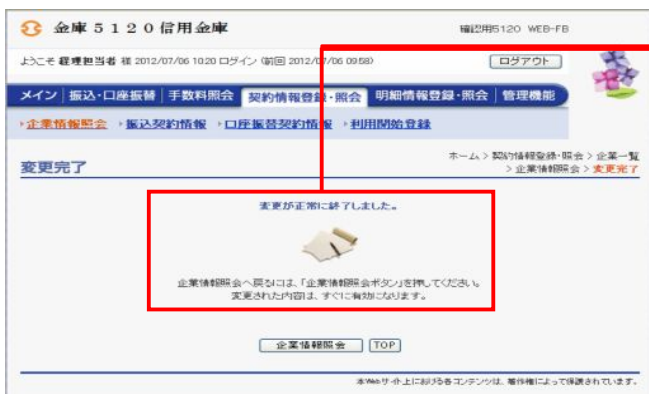 金庫5120信用金庫
確認用5120 WEB-FB
ようこそ 経理担当者 様 2012/07/06 10:20 ログイン (前回 2012/07/06 09:58)
ログアウト
メイン 振込・口座振替 手数料照会 契約情報登録・照会 明細情報登録・照会 管理機能
企業情報照会 振込契約情報 口座振替契約情報 利用開始登録
変更完了
ホーム > 契約情報登録・照会 > 企業一覧
> 企業情報照会 > 変更完了
変更が正常に終了しました。
企業情報照会へ戻るには、「企業情報照会ボタン」を押してください。
変更された内容は、すぐに有効になります。
企業情報照会 TOP
本Webサイト上における各コンテンツは、著作権によって保護されています。